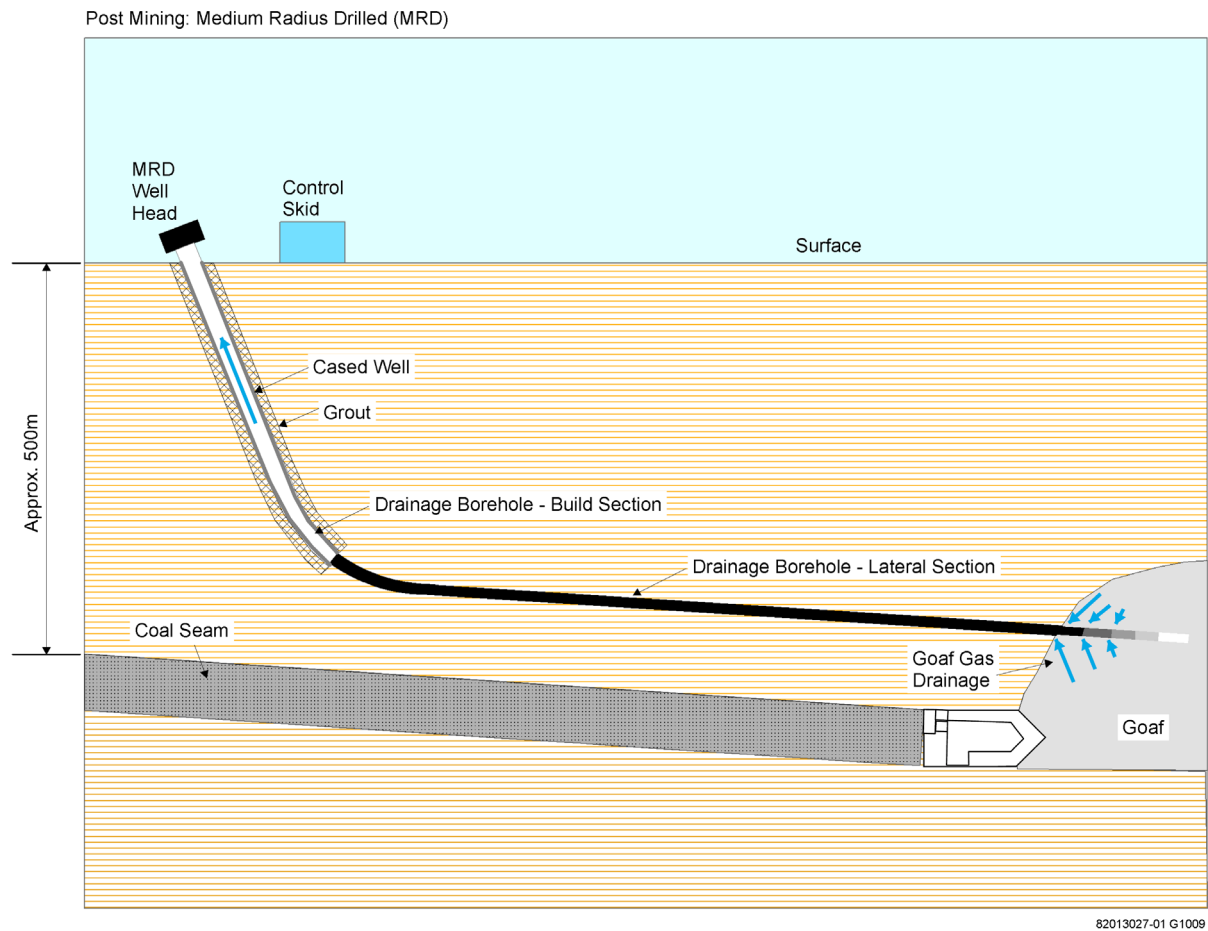 Post Mining: Medium Radius Drilled (MRD)
MRD
Well
Head
Control
Skid
Surface
Cased Well
Grout
Approx. 500m
Drainage Borehole - Build Section
Drainage Borehole - Lateral Section
Coal Seam
Goaf Gas
Drainage
Goaf
82013027-01 G1009